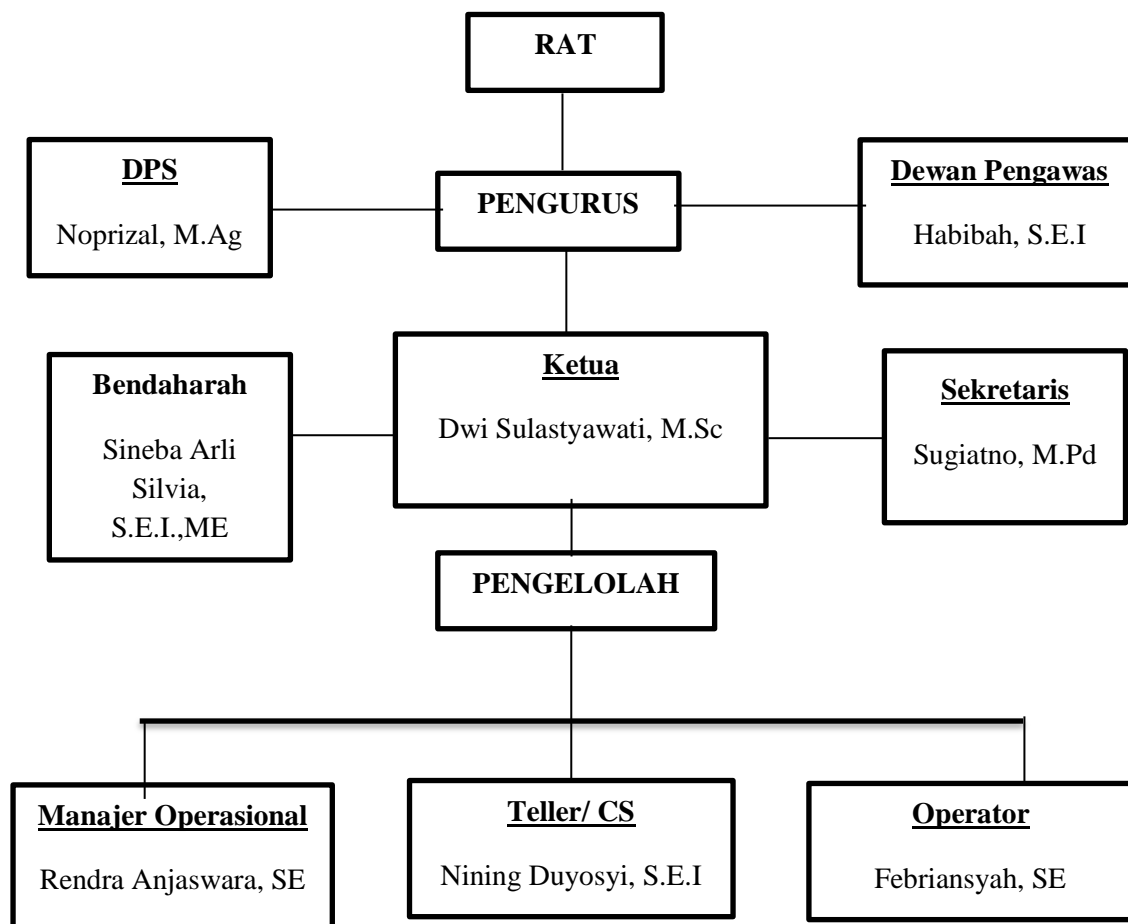 RAT
DPS
Noprizal, M.Ag
PENGURUS
Dewan Pengawas
Habibah, S.E.I
Bendaharah
Sineba Arli
Silvia,
S.E.I.,ME
Ketua
Dwi Sulastyawati, M.Sc
Sekretaris
Sugiatno, M.Pd
PENGELOLAH
Manajer Operasional
Rendra Anjaswara, SE
Teller/ CS
Nining Duyosyi, S.E.I
Operator
Febriansyah, SE